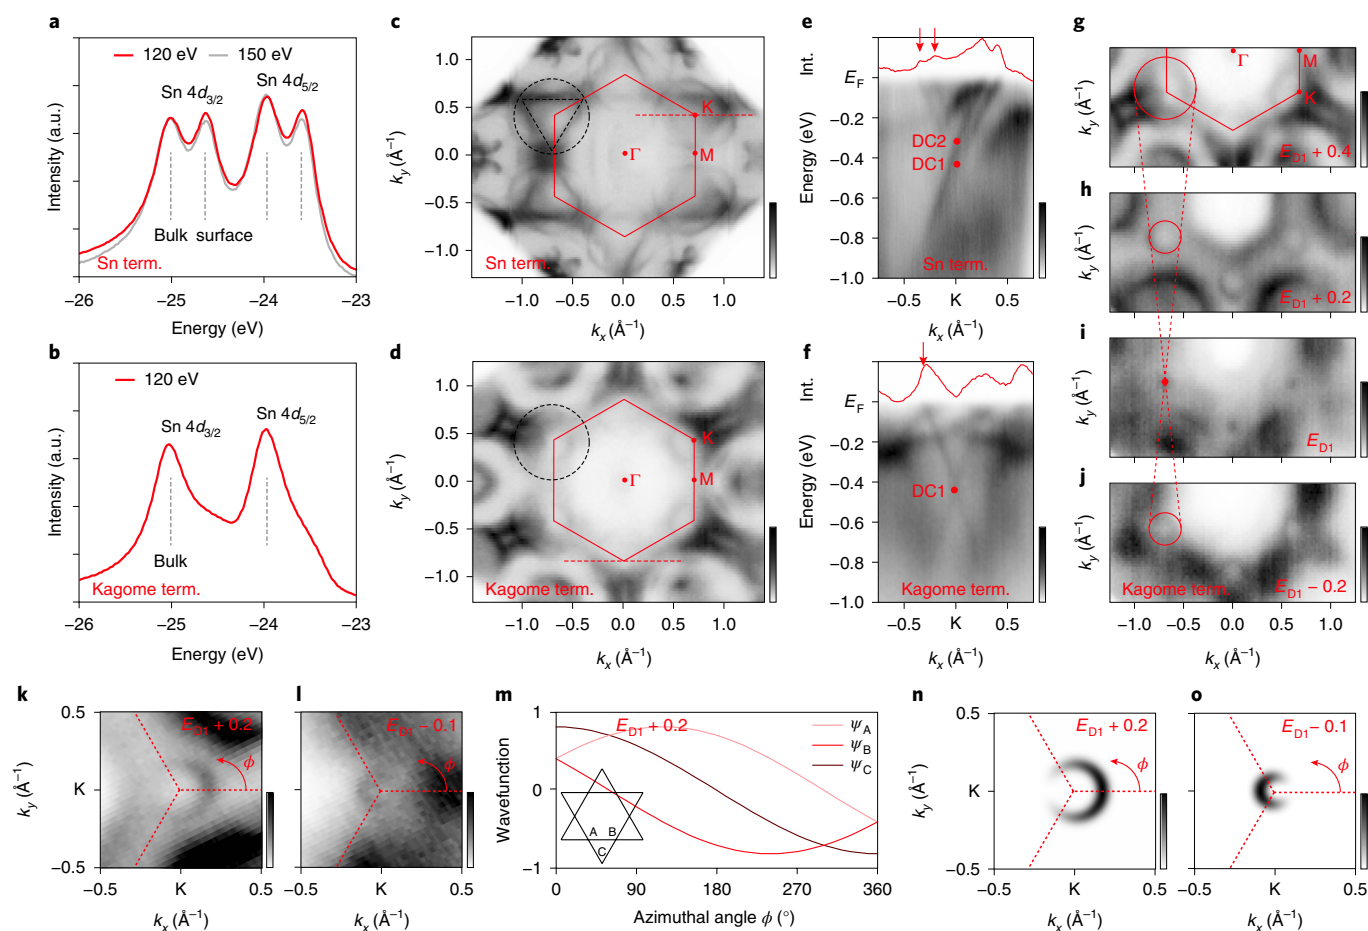 a
120 eV
150 eV
Sn 4d3/2
Sn 4d5/2
Bulk surface
Sn term.
Intensity (a.u.)
−26
−25
−24
−23
Energy (eV)
b
120 eV
Sn 4d3/2
Sn 4d5/2
Bulk
Kagome term.
Intensity (a.u.)
−26
−25
−24
−23
Energy (eV)
c
1.0
0.5
0.0
−0.5
−1.0
ky (Å−1)
K
Γ
M
Sn term.
−1.0
−0.5
0.0
0.5
1.0
kx (Å−1)
d
1.0
0.5
0.0
−0.5
−1.0
ky (Å−1)
K
Γ
M
Kagome term.
−1.0
−0.5
0.0
0.5
1.0
kx (Å−1)
e
Int.
EF
−0.2
−0.4
−0.6
−0.8
−1.0
Energy (eV)
DC2
DC1
Sn term.
−0.5
K
0.5
kx (Å−1)
f
Int.
EF
−0.2
−0.4
−0.6
−0.8
−1.0
Energy (eV)
DC1
Kagome term.
−0.5
K
0.5
kx (Å−1)
g
ky (Å−1)
Γ
M
K
ED1 + 0.4
h
ky (Å−1)
ED1 + 0.2
i
ky (Å−1)
ED1
j
ky (Å−1)
Kagome term.
ED1 − 0.2
−1.0
−0.5
0.0
0.5
1.0
kx (Å−1)
k
0.5
K
−0.5
ky (Å−1)
ED1 + 0.2
ϕ
−0.5
K
0.5
kx (Å−1)
l
ED1 − 0.1
ϕ
−0.5
K
0.5
kx (Å−1)
m
1
0
−1
Wavefunction
ED1 + 0.2
ψA
ψB
ψC
A
B
C
0
90
180
270
360
Azimuthal angle ϕ (°)
n
0.5
K
−0.5
ky (Å−1)
ED1 + 0.2
ϕ
−0.5
K
0.5
kx (Å−1)
o
ED1− 0.1
ϕ
−0.5
K
0.5
kx (Å−1)